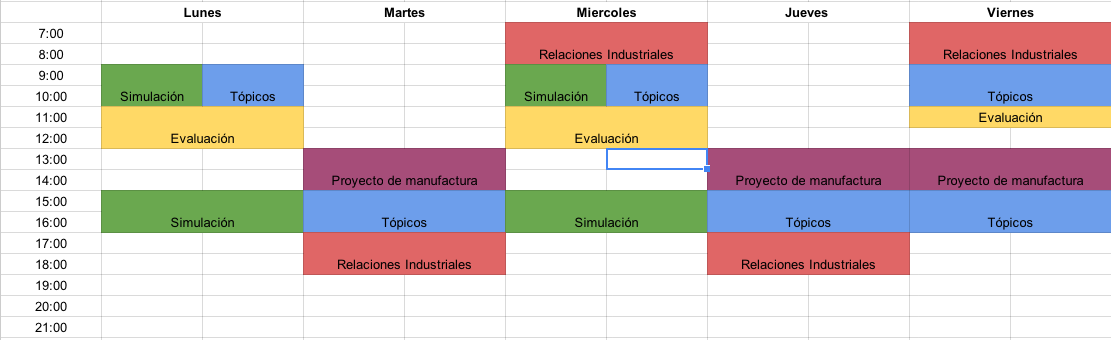 Lunes Martes Miercoles Jueves Viernes
7:00
8:00 Relaciones Industriales Relaciones Industriales
9:00
10:00 Simulación Tópicos Simulación Tópicos Tópicos
11:00 Evaluación
12:00 Evaluación Evaluación
13:00
14:00 Proyecto de manufactura Proyecto de manufactura Proyecto de manufactura
15:00
16:00 Simulación Tópicos Simulación Tópicos Tópicos
17:00
18:00 Relaciones Industriales Relaciones Industriales
19:00
20:00
21:00